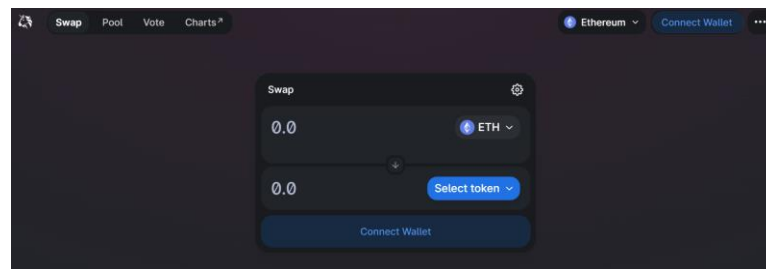 Swap Pool Vote Charts↗ Ethereum Connect Wallet
Swap
0.0 ETH
0.0 Select token
Connect Wallet